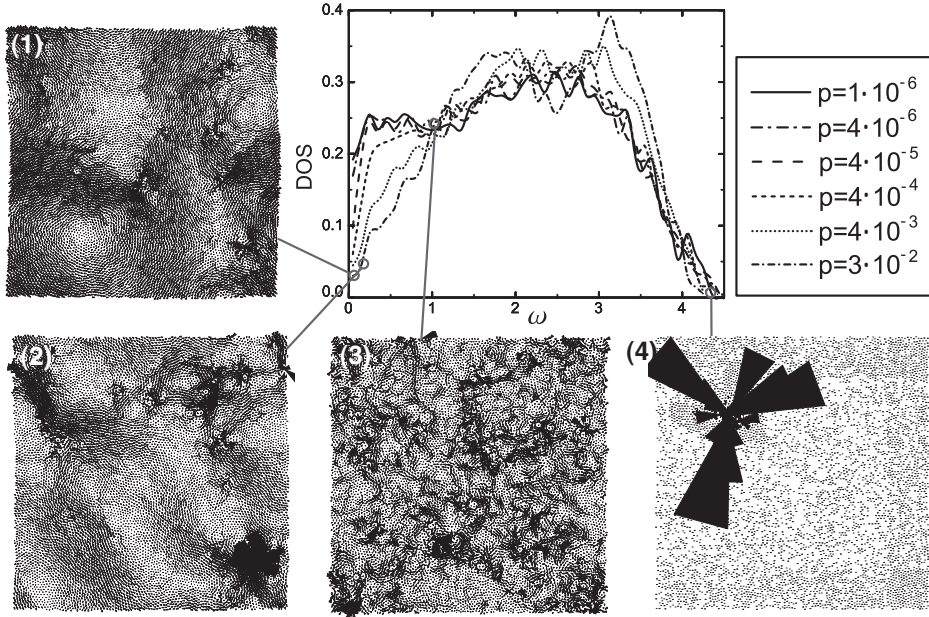 (1)
DOS
0.4
0.3
0.2
0.1
0.0
0 1 2 3 4
ω
p=1·10⁻⁶
p=4·10⁻⁶
p=4·10⁻⁵
p=4·10⁻⁴
p=4·10⁻³
p=3·10⁻²
(2)
(3)
(4)